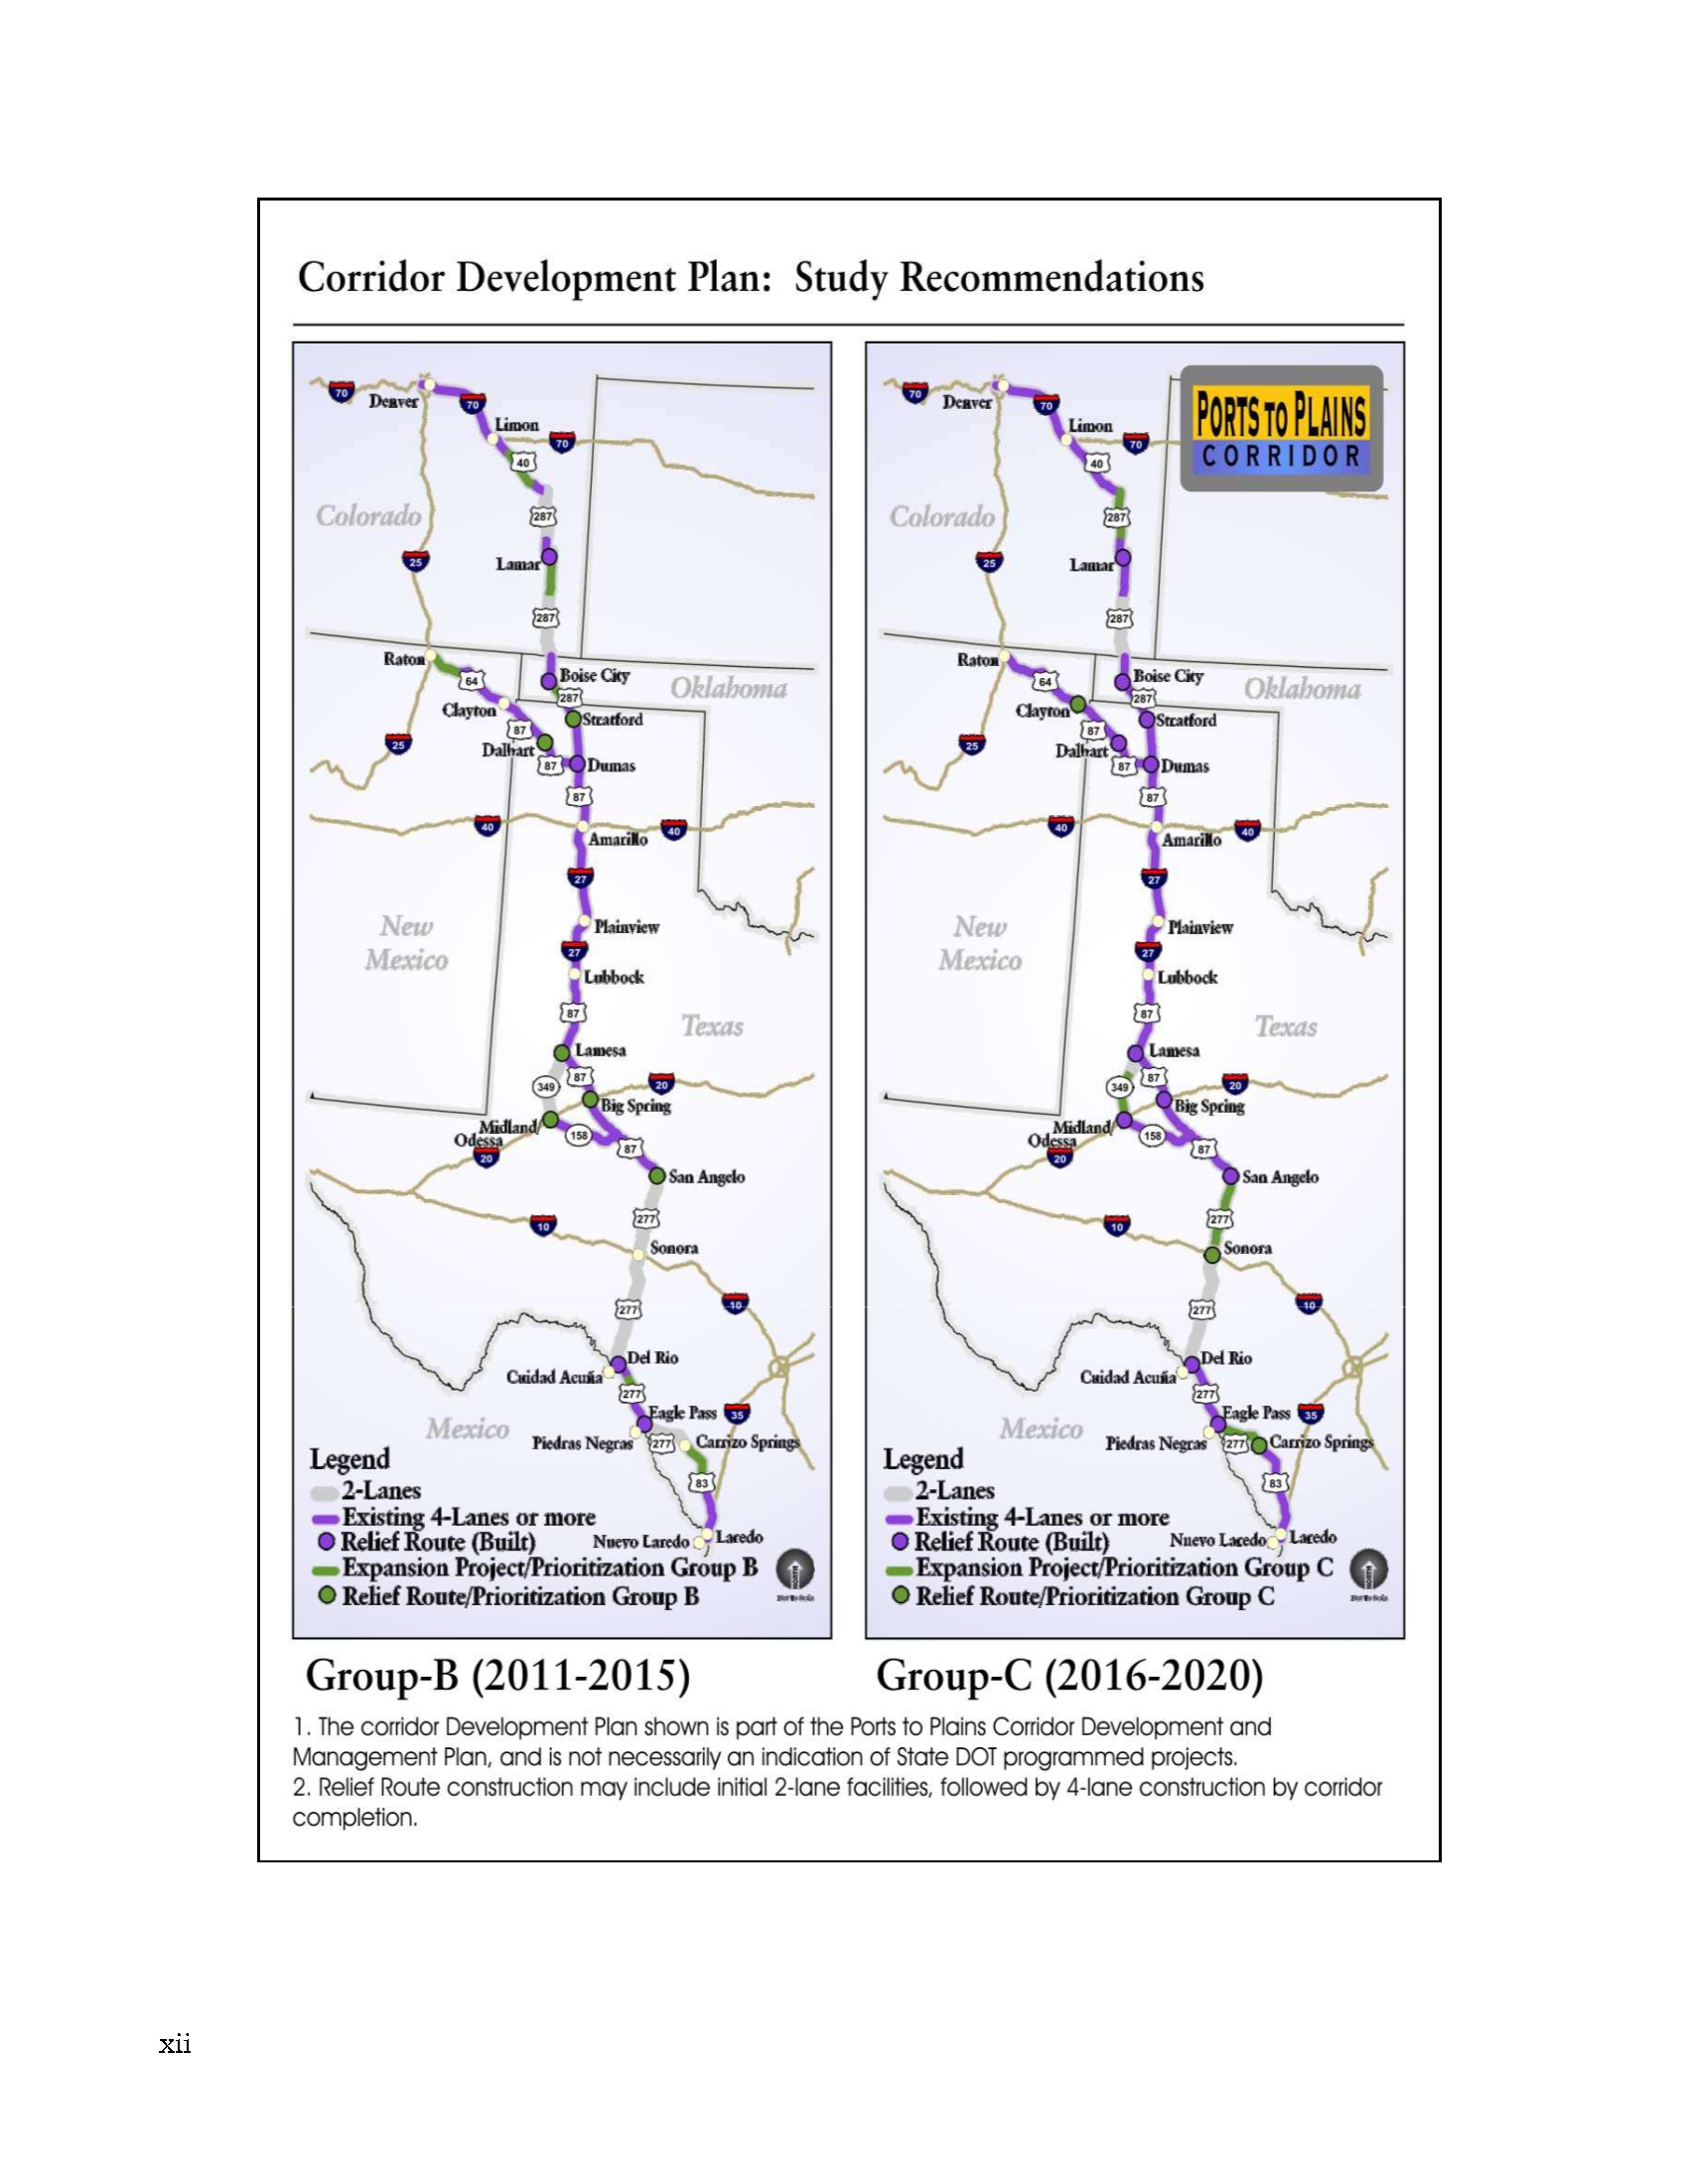 Corridor Development Plan: Study Recommendations
70
Denver
70
Limon
70
40
Colorado
287
25
Lamar
287
Raton
64
Boise City
Oklahoma
287
Clayton
Stratford
87
25
Dalhart
87
Dumas
87
40
40
Amarillo
27
New
Mexico
Plainview
27
Lubbock
87
Texas
Lamesa
349
87
20
Big Spring
Midland
Odessa
158
20
87
San Angelo
277
10
Sonora
277
10
Del Rio
Cuidad Acuña
277
Eagle Pass
35
Mexico
Piedras Negras
277
Carrizo Springs
83
Legend
2-Lanes
Existing 4-Lanes or more
Relief Route (Built)
Nuevo Laredo
Laredo
Expansion Project/Prioritization Group B
Relief Route/Prioritization Group B
NORTH
Not To Scale
Group-B (2011-2015)
PORTS TO PLAINS
CORRIDOR
70
Denver
70
Limon
70
40
Colorado
287
25
Lamar
287
Raton
64
Boise City
Oklahoma
287
Clayton
Stratford
87
25
Dalhart
87
Dumas
87
40
40
Amarillo
27
New
Mexico
Plainview
27
Lubbock
87
Texas
Lamesa
349
87
20
Big Spring
Midland
Odessa
158
20
87
San Angelo
277
10
Sonora
277
10
Del Rio
Cuidad Acuña
277
Eagle Pass
35
Mexico
Piedras Negras
277
Carrizo Springs
83
Legend
2-Lanes
Existing 4-Lanes or more
Relief Route (Built)
Nuevo Laredo
Laredo
Expansion Project/Prioritization Group C
Relief Route/Prioritization Group C
NORTH
Not To Scale
Group-C (2016-2020)
1. The corridor Development Plan shown is part of the Ports to Plains Corridor Development and
Management Plan, and is not necessarily an indication of State DOT programmed projects.
2. Relief Route construction may include initial 2-lane facilities, followed by 4-lane construction by corridor
completion.
xii